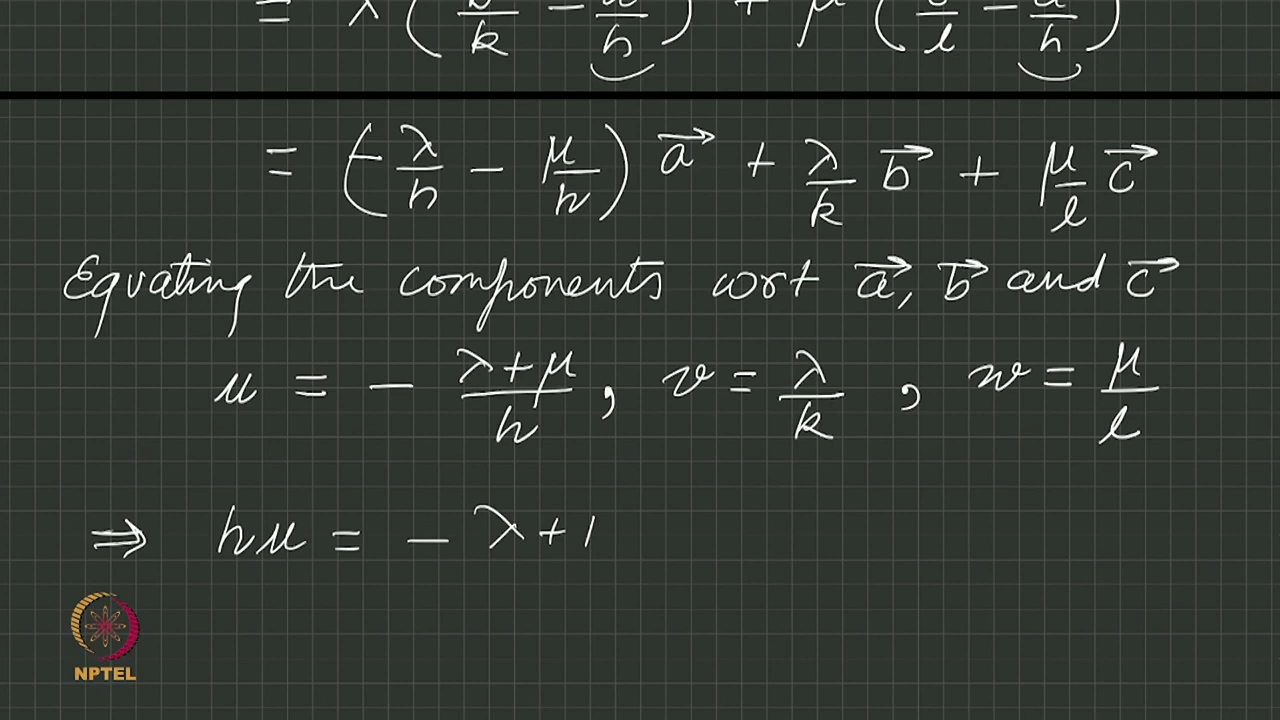 = λ( b/k − a/h ) + μ( c/l − a/h )
= (−λ/h − μ/h) a⃗ + λ/k b⃗ + μ/l c⃗
Equating the components wrt a⃗, b⃗ and c⃗
u = − λ+μ/h , v = λ/k , w = μ/l
⇒ hu = − λ+1
NPTEL